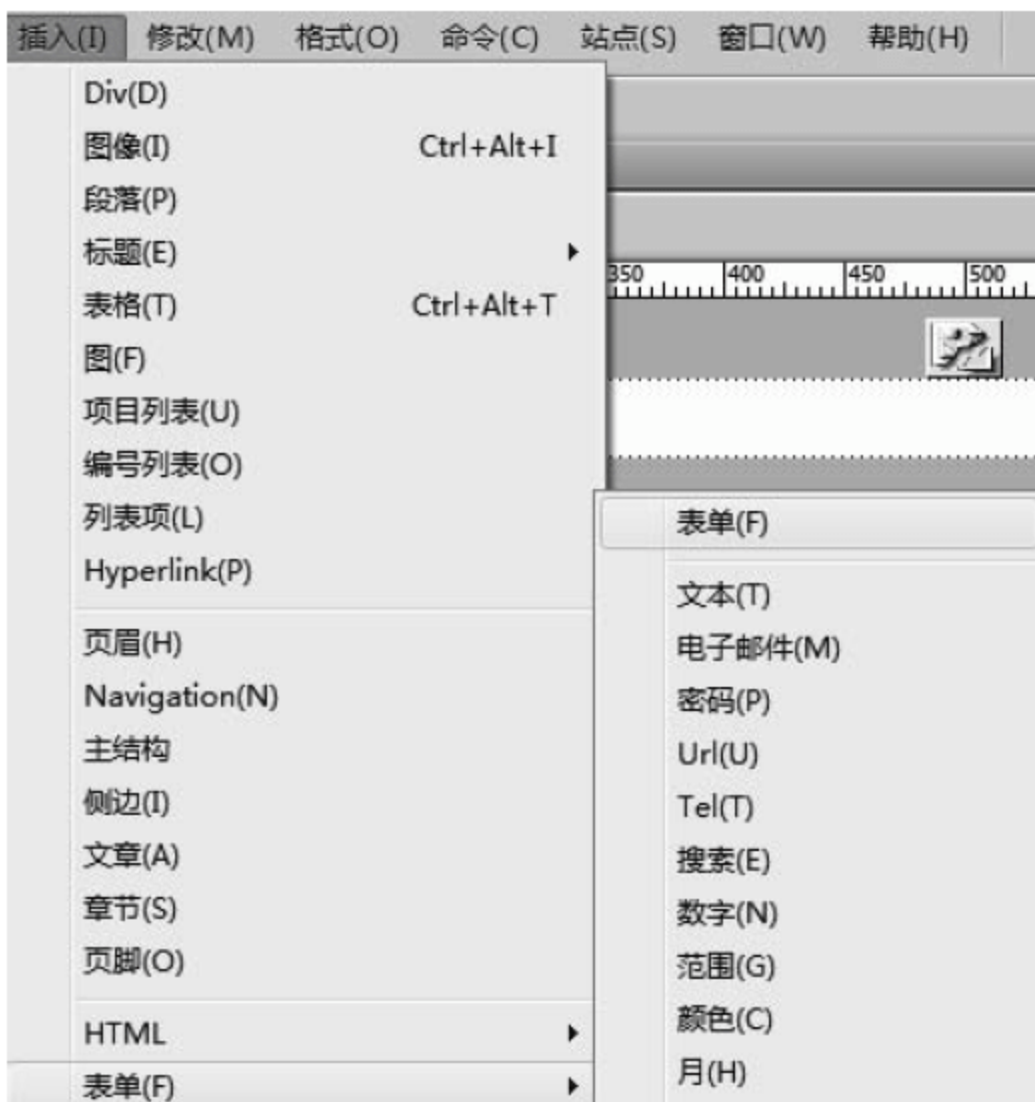 插入(I) 修改(M) 格式(O) 命令(C) 站点(S) 窗口(W) 帮助(H)
Div(D)
图像(I) Ctrl+Alt+I
段落(P)
标题(E)
表格(T) Ctrl+Alt+T
图(F)
项目列表(U)
编号列表(O)
列表项(L)
Hyperlink(P)
页眉(H)
Navigation(N)
主结构
侧边(I)
文章(A)
章节(S)
页脚(O)
HTML
表单(F)
350 400 450 500
表单(F)
文本(T)
电子邮件(M)
密码(P)
Url(U)
Tel(T)
搜索(E)
数字(N)
范围(G)
颜色(C)
月(H)